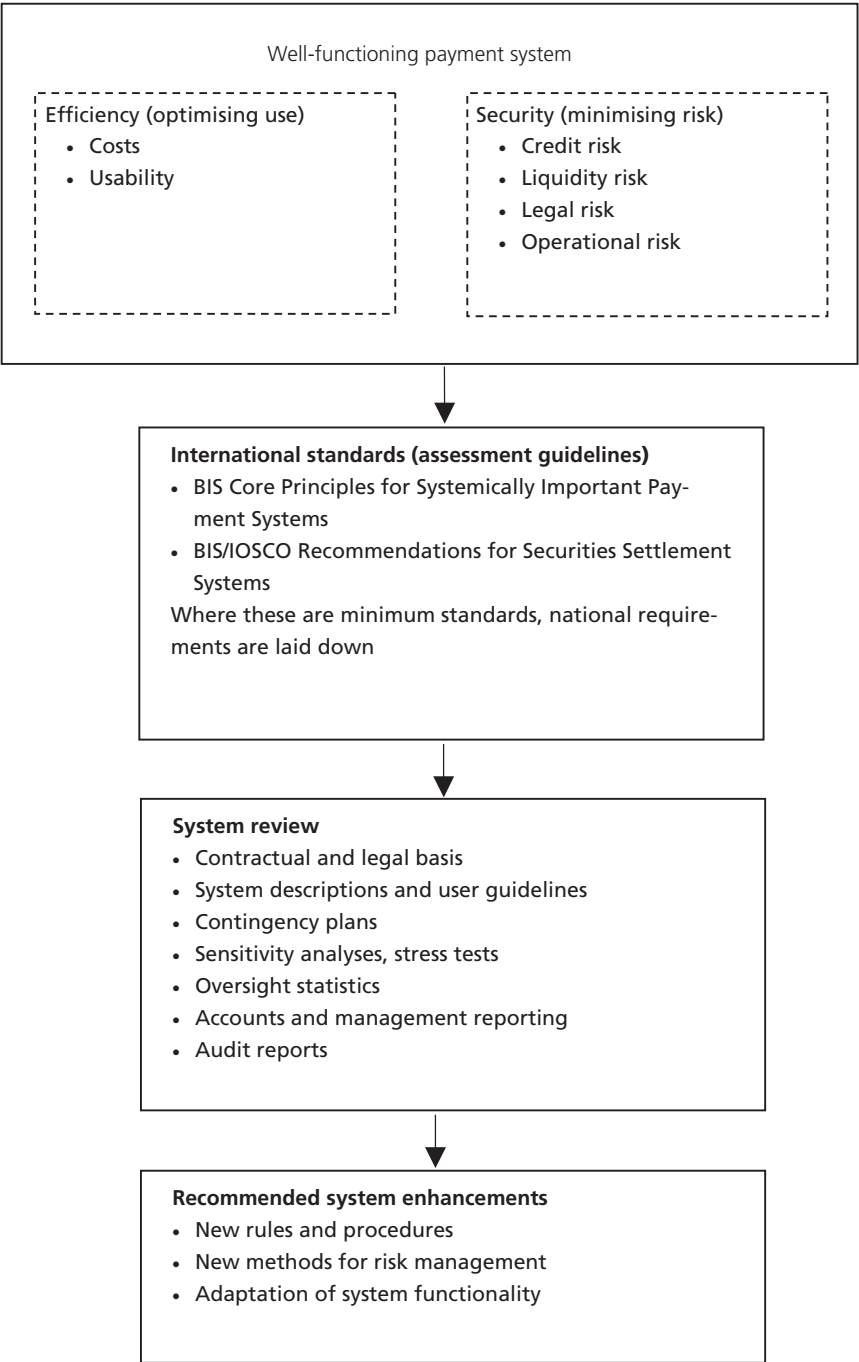 Well-functioning payment system
Efficiency (optimising use)
• Costs
• Usability
Security (minimising risk)
• Credit risk
• Liquidity risk
• Legal risk
• Operational risk
International standards (assessment guidelines)
• BIS Core Principles for Systemically Important Pay-
ment Systems
• BIS/IOSCO Recommendations for Securities Settlement
Systems
Where these are minimum standards, national require-
ments are laid down
System review
• Contractual and legal basis
• System descriptions and user guidelines
• Contingency plans
• Sensitivity analyses, stress tests
• Oversight statistics
• Accounts and management reporting
• Audit reports
Recommended system enhancements
• New rules and procedures
• New methods for risk management
• Adaptation of system functionality